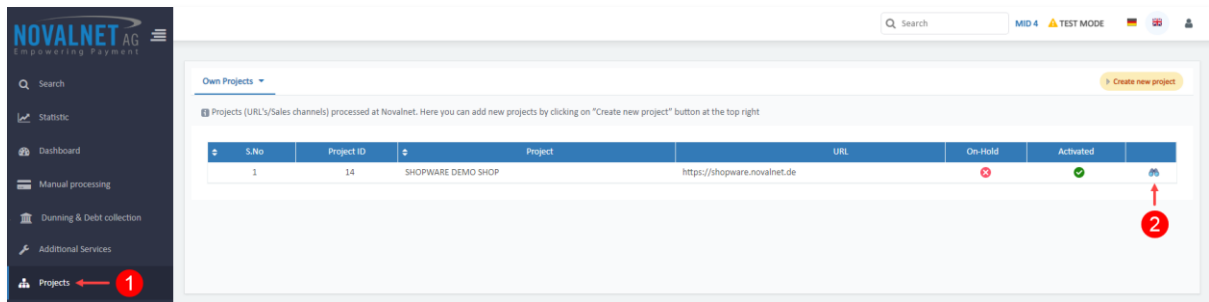 NOVALNET AG
Empowering Payment
Search
MID 4 TEST MODE
Search
Statistic
Dashboard
Manual processing
Dunning & Debt collection
Additional Services
Projects
1
Own Projects
Create new project
Projects (URL's/Sales channels) processed at Novalnet. Here you can add new projects by clicking on "Create new project" button at the top right
S.No Project ID Project URL On-Hold Activated
1 14 SHOPWARE DEMO SHOP https://shopware.novalnet.de
2